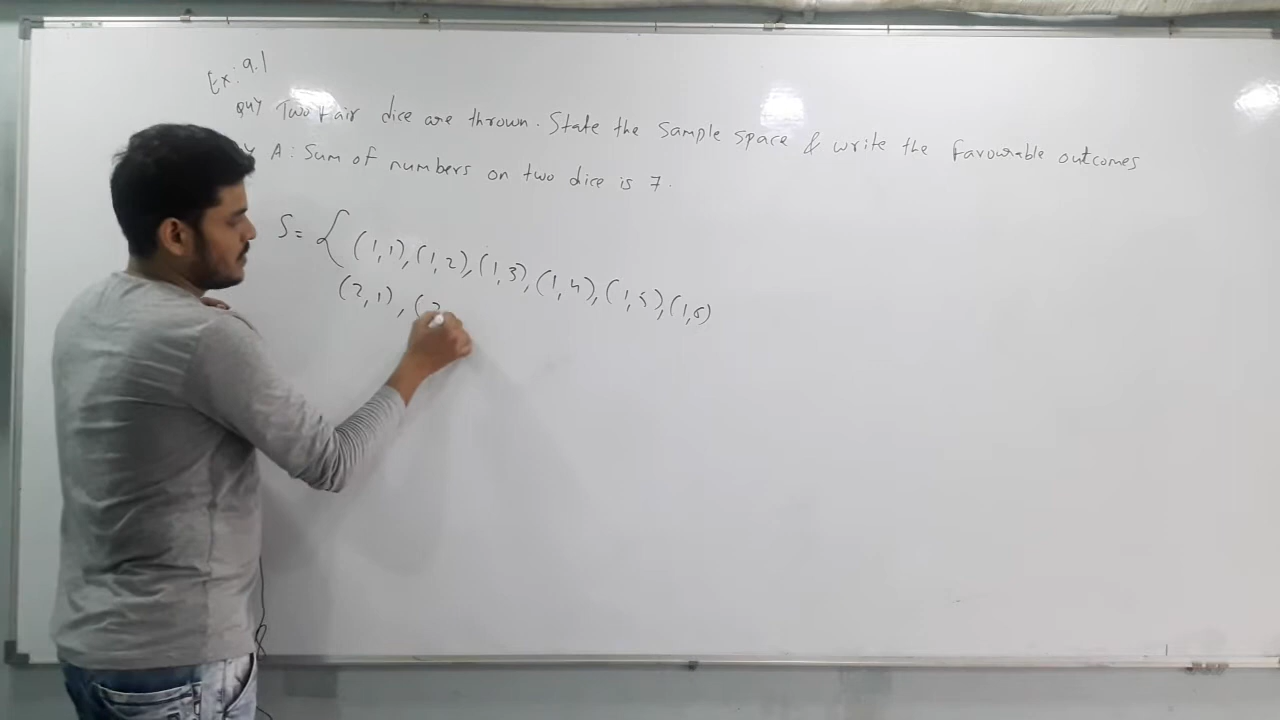 Ex: 9.1
Q4) Two fair dice are thrown. State the sample space & write the favourable outcomes
A: Sum of numbers on two dice is 7.
S= { (1,1),(1,2),(1,3),(1,4),(1,5),(1,6)
(2,1),(2